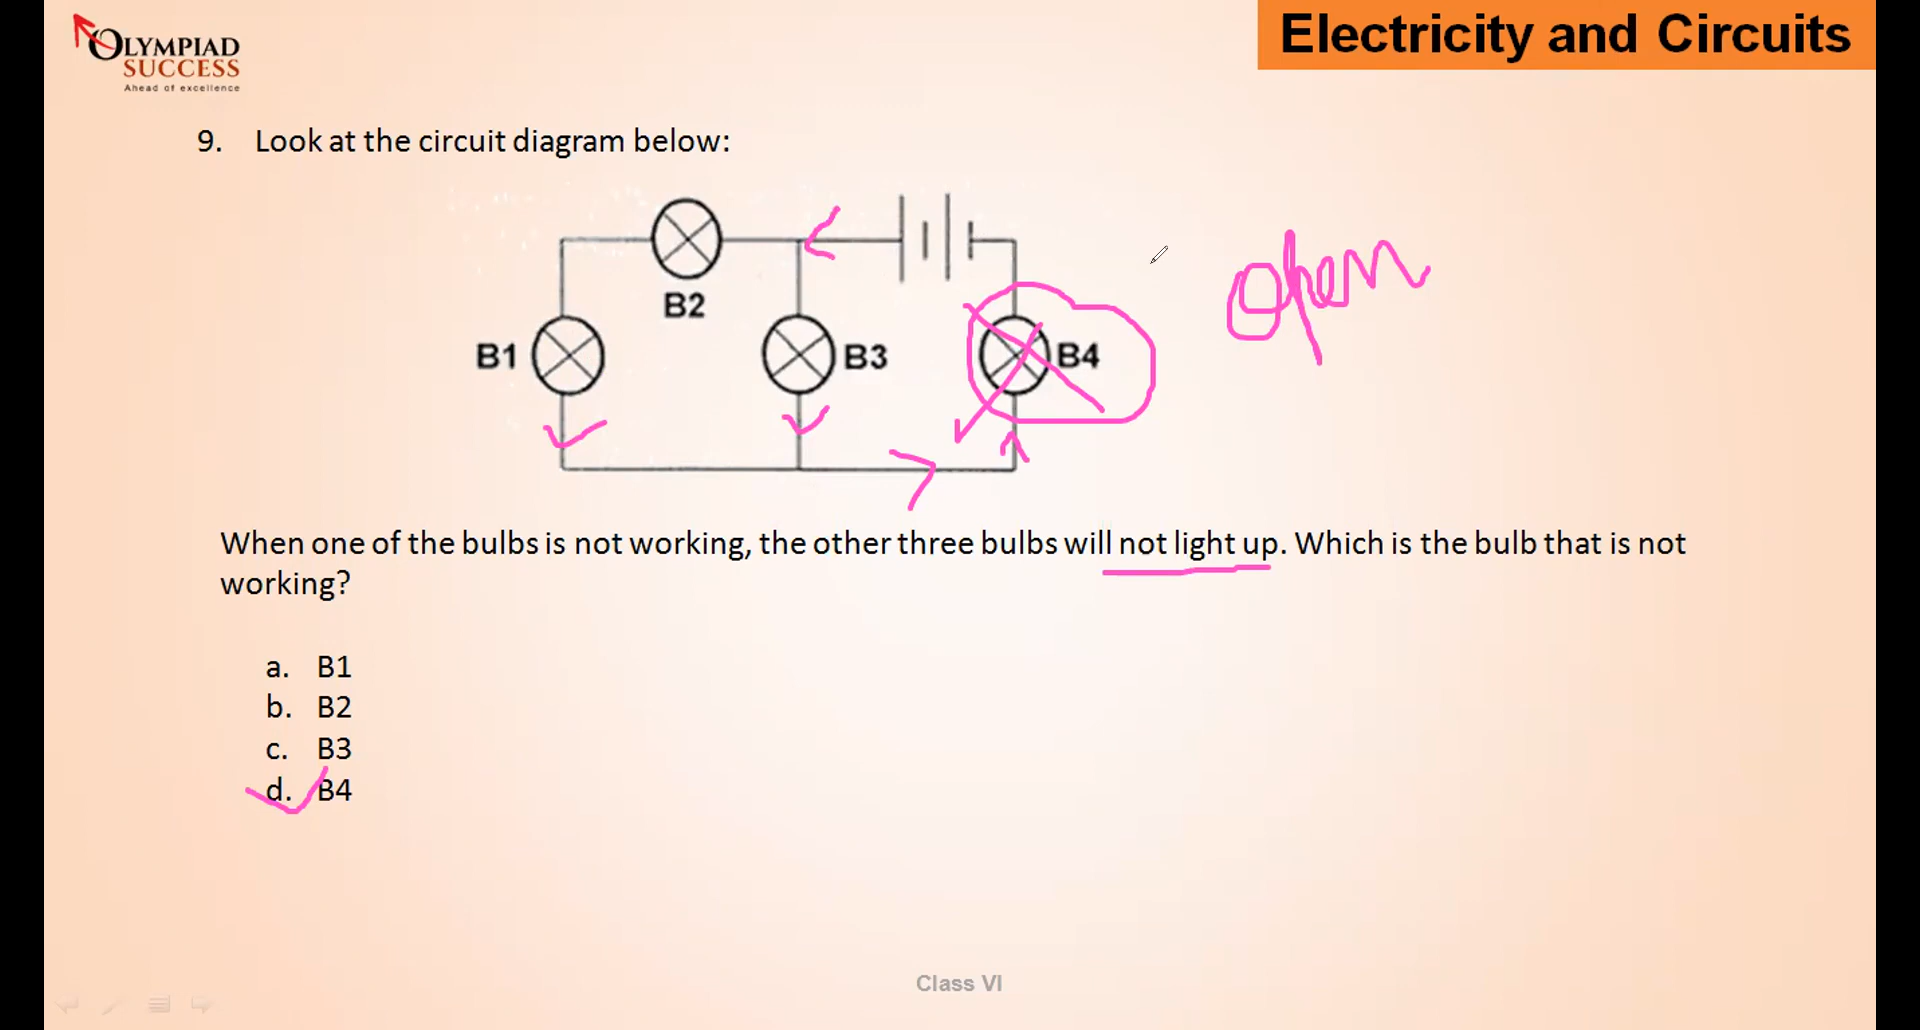 OLYMPIAD
SUCCESS
Ahead of excellence
Electricity and Circuits
9. Look at the circuit diagram below:
B2
B1
B3
B4
open
When one of the bulbs is not working, the other three bulbs will not light up. Which is the bulb that is not
working?
a. B1
b. B2
c. B3
d. B4
Class VI